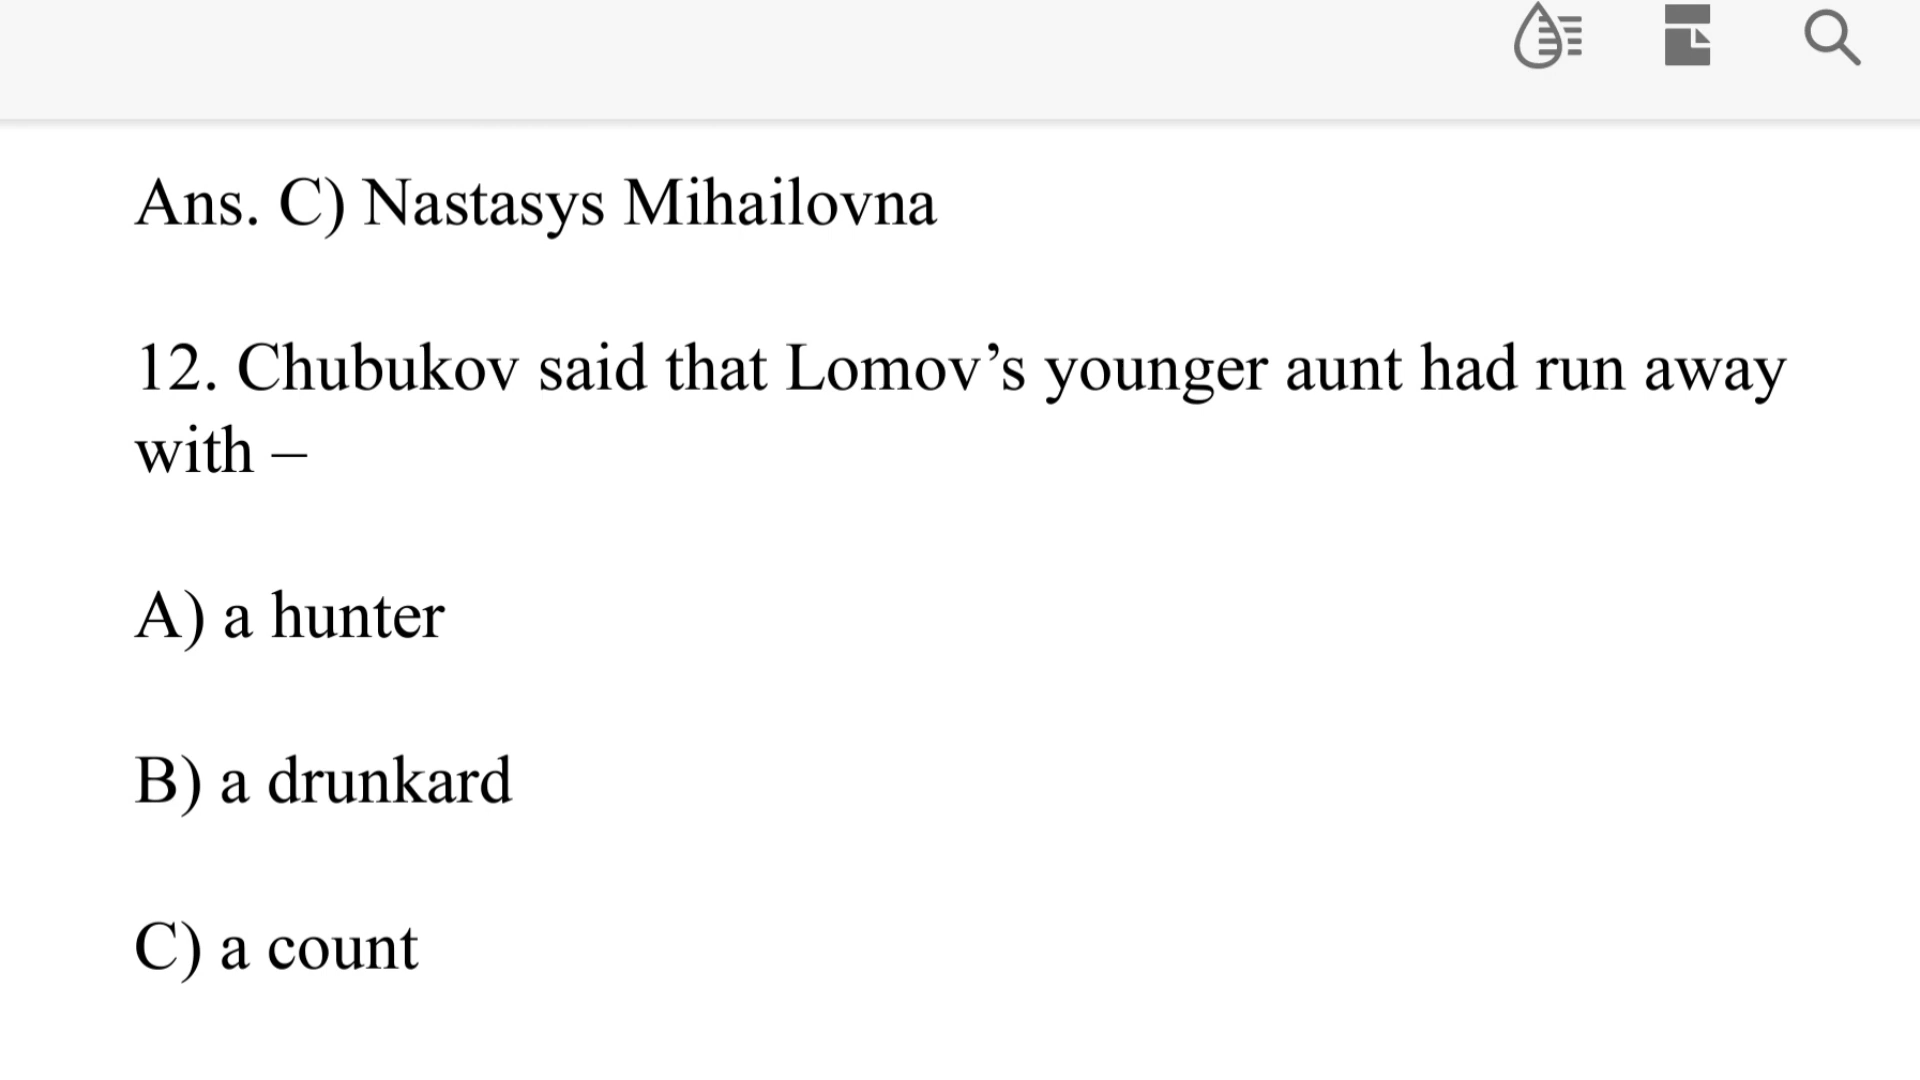 Ans. C) Nastasys Mihailovna
12. Chubukov said that Lomov’s younger aunt had run away
with –
A) a hunter
B) a drunkard
C) a count